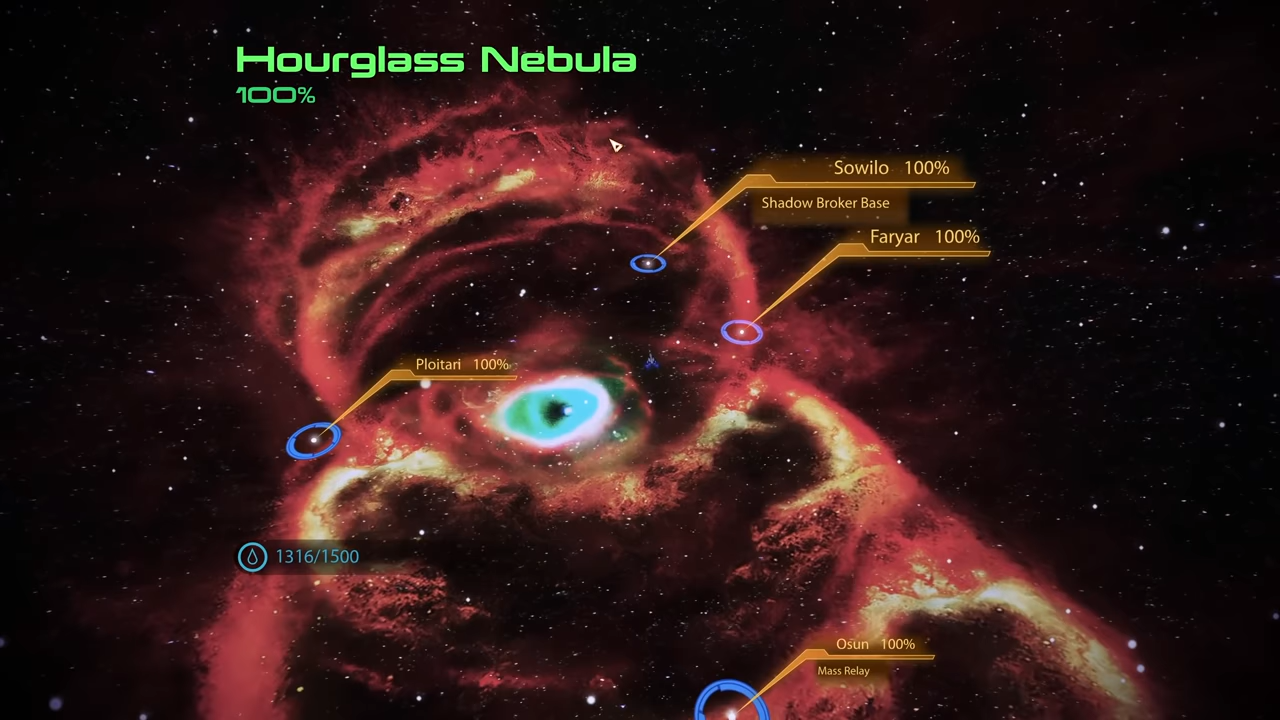 Hourglass Nebula
100%
Sowilo 100%
Shadow Broker Base
Faryar 100%
Ploitari 100%
1316/1500
Osun 100%
Mass Relay